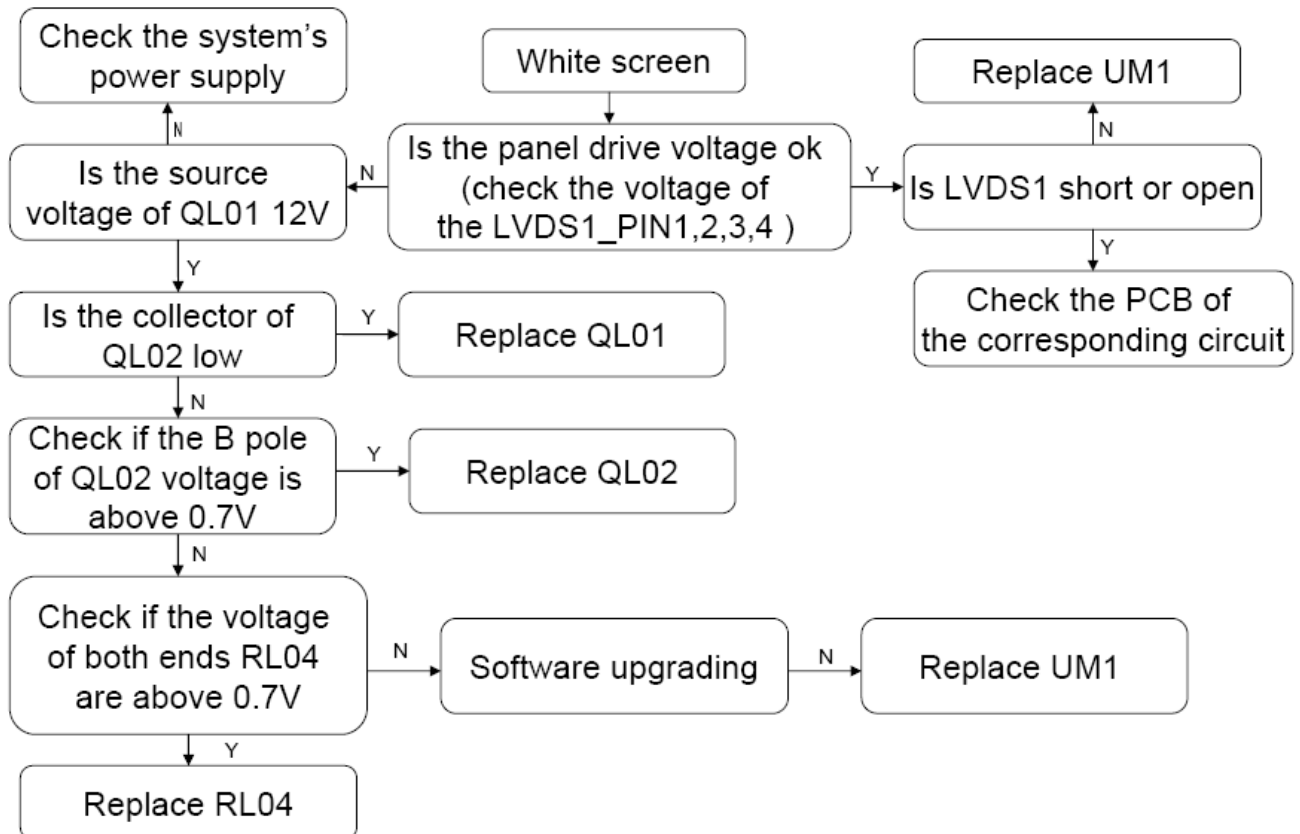 White screen
Is the panel drive voltage ok
(check the voltage of
the LVDS1_PIN1,2,3,4 )
N
Y
Is the source
voltage of QL01 12V
N
Check the system's
power supply
Y
Is the collector of
QL02 low
Y
Replace QL01
N
Check if the B pole
of QL02 voltage is
above 0.7V
Y
Replace QL02
N
Check if the voltage
of both ends RL04
are above 0.7V
N
Software upgrading
N
Replace UM1
Y
Replace RL04
Is LVDS1 short or open
N
Replace UM1
Y
Check the PCB of
the corresponding circuit